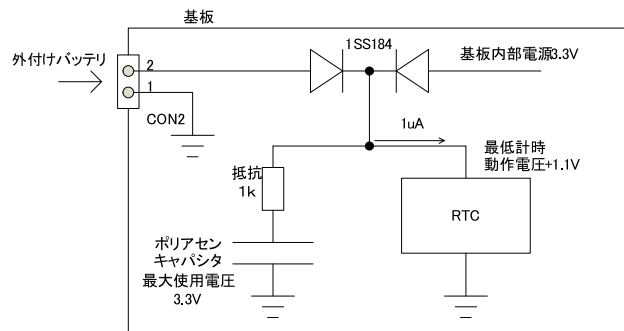 基板
外付けバッテリ
2
1
CON2
1SS184
基板内部電源3.3V
1uA
最低計時
動作電圧+1.1V
抵抗
1k
RTC
ポリアセン
キャパシタ
最大使用電圧
3.3V